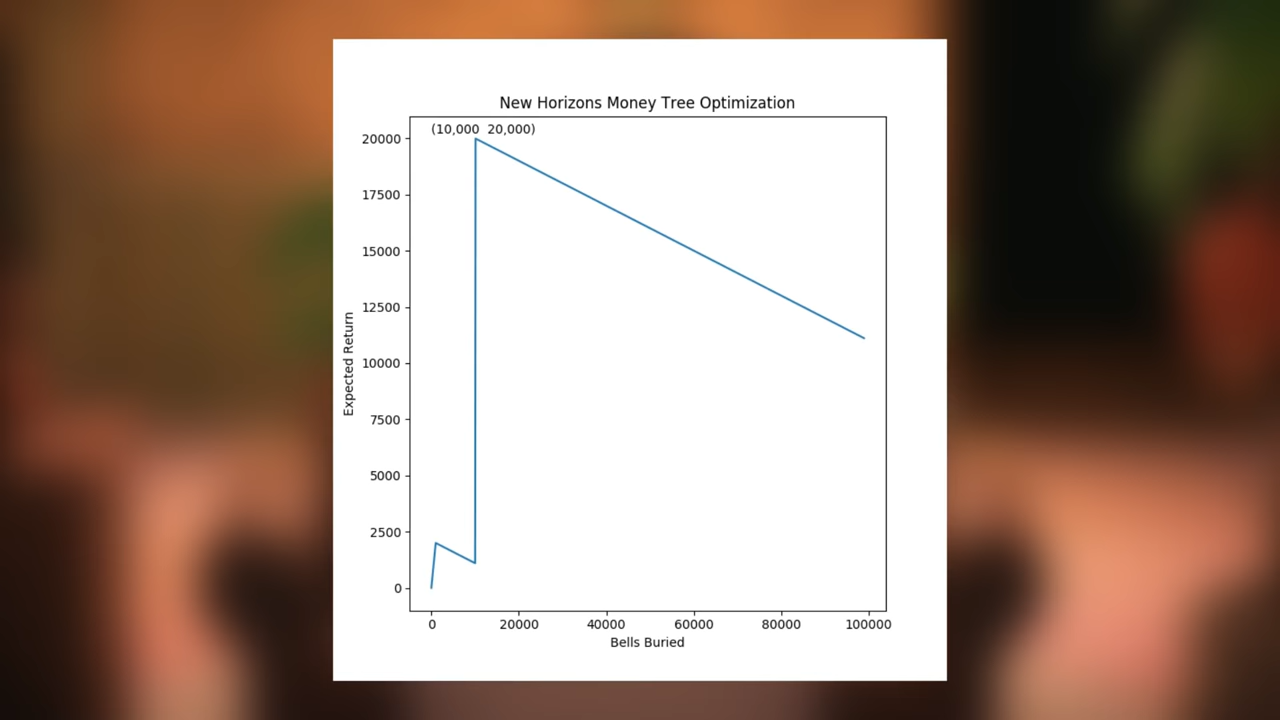 New Horizons Money Tree Optimization
(10,000  20,000)
20000
17500
15000
12500
10000
7500
5000
2500
0
Expected Return
0 20000 40000 60000 80000 100000
Bells Buried